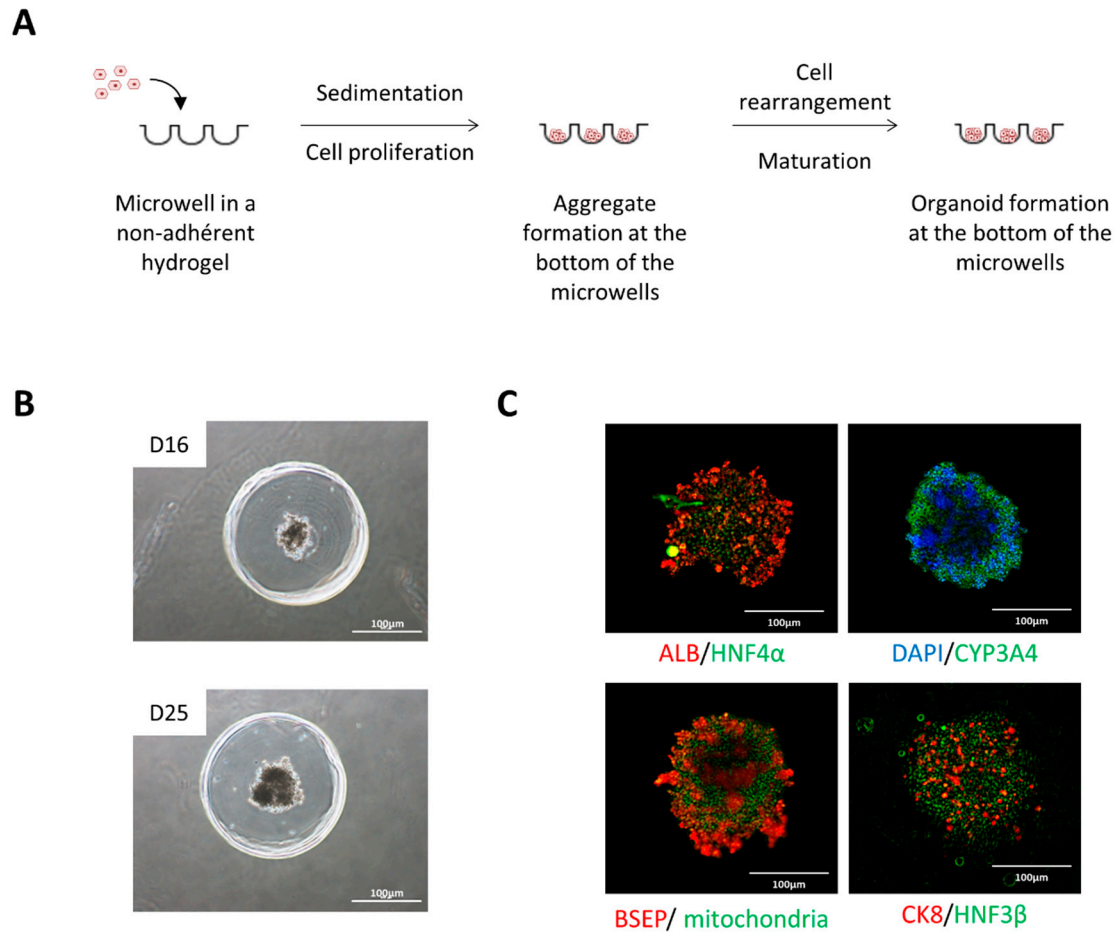 A
Sedimentation
Cell proliferation
Cell
rearrangement
Maturation
Microwell in a
non-adhérent
hydrogel
Aggregate
formation at the
bottom of the
microwells
Organoid formation
at the bottom of the
microwells
B
D16
100µm
D25
100µm
C
100µm
ALB/HNF4α
100µm
DAPI/CYP3A4
100µm
BSEP/ mitochondria
100µm
CK8/HNF3β